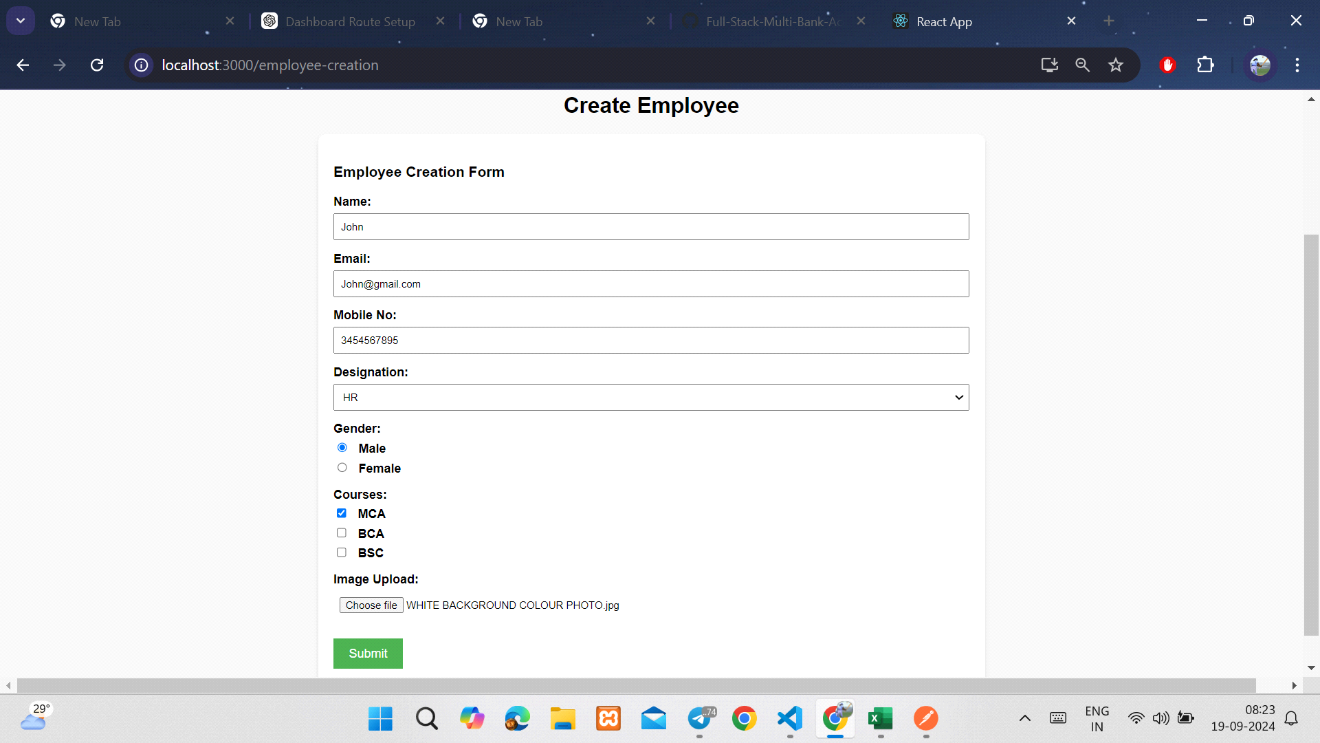 New Tab
Dashboard Route Setup
New Tab
Full-Stack-Multi-Bank-Ac
React App
localhost:3000/employee-creation
Create Employee
Employee Creation Form
Name:
John
Email:
John@gmail.com
Mobile No:
3454567895
Designation:
HR
Gender:
Male
Female
Courses:
MCA
BCA
BSC
Image Upload:
Choose file WHITE BACKGROUND COLOUR PHOTO.jpg
Submit
29°
74
ENG
IN
08:23
19-09-2024